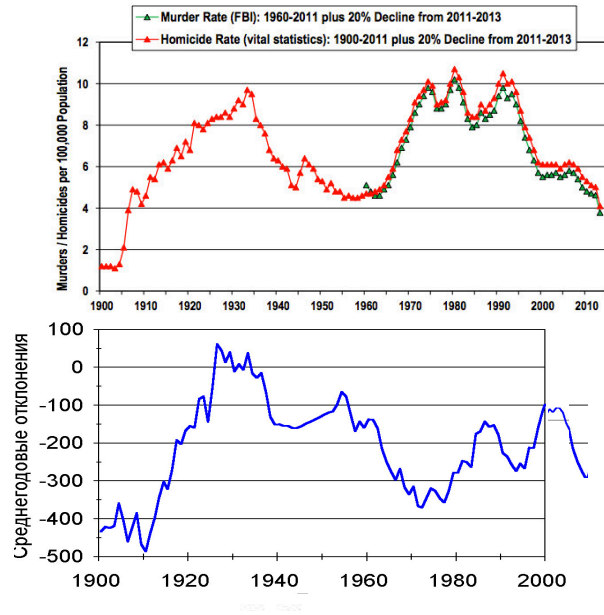 Murder Rate (FBI): 1960-2011 plus 20% Decline from 2011-2013
Homicide Rate (vital statistics): 1900-2011 plus 20% Decline from 2011-2013
Murders / Homicides per 100,000 Population
12
10
8
6
4
2
0
1900 1910 1920 1930 1940 1950 1960 1970 1980 1990 2000 2010
Среднегодовые отклонения
100
0
-100
-200
-300
-400
-500
1900 1920 1940 1960 1980 2000